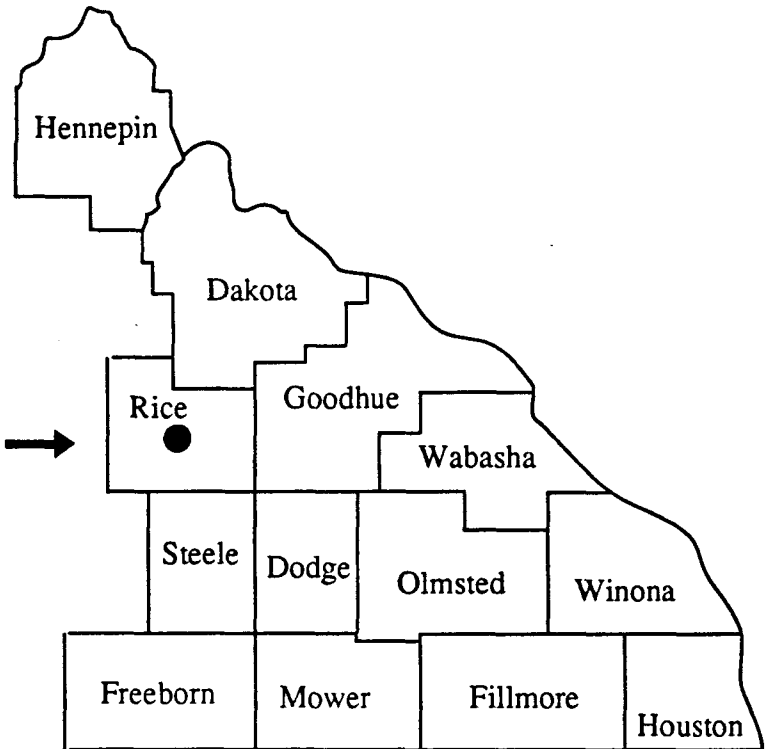 Hennepin
Dakota
Rice
Goodhue
Wabasha
Steele
Dodge
Olmsted
Winona
Freeborn
Mower
Fillmore
Houston